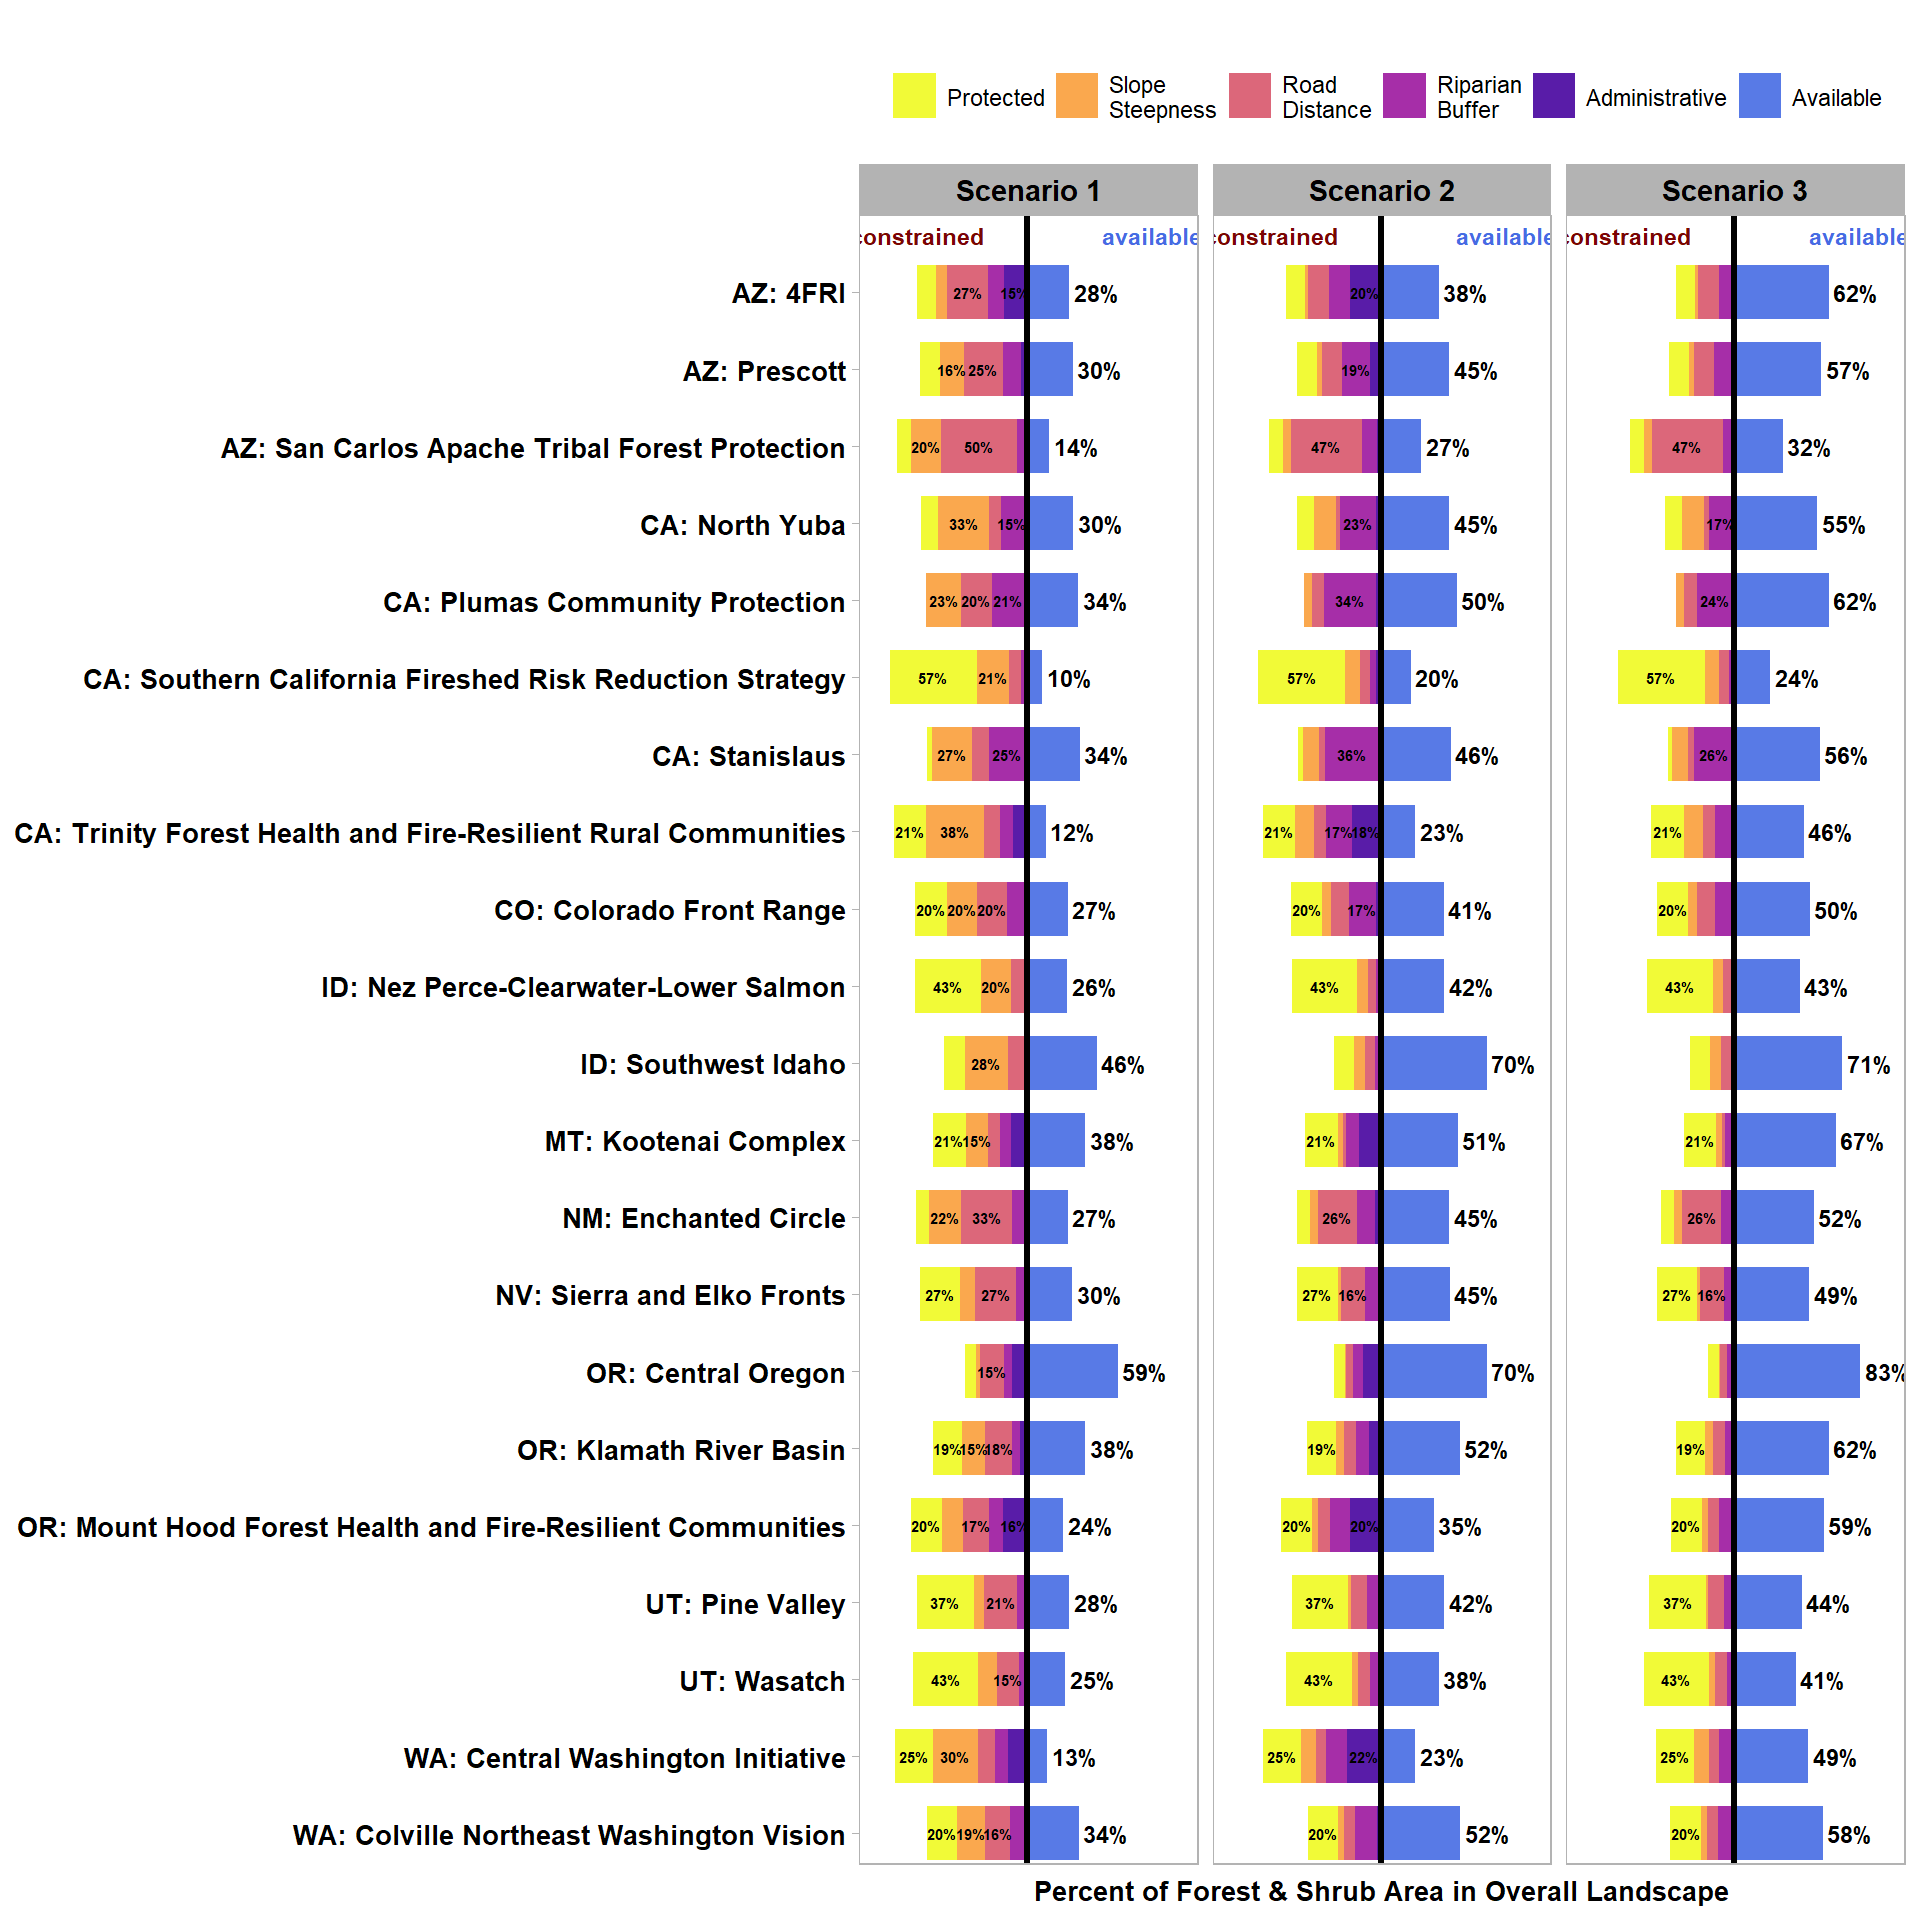 Protected
Slope
Steepness
Road
Distance
Riparian
Buffer
Administrative
Available
Scenario 1 Scenario 2 Scenario 3
constrained available constrained available constrained available
AZ: 4FRI 27% 15% 28% 20% 38% 62%
AZ: Prescott 16% 25% 30% 19% 45% 57%
AZ: San Carlos Apache Tribal Forest Protection 20% 50% 14% 47% 27% 47% 32%
CA: North Yuba 33% 15% 30% 23% 45% 17% 55%
CA: Plumas Community Protection 23% 20% 21% 34% 34% 50% 24% 62%
CA: Southern California Fireshed Risk Reduction Strategy 57% 21% 10% 57% 20% 57% 24%
CA: Stanislaus 27% 25% 34% 36% 46% 26% 56%
CA: Trinity Forest Health and Fire-Resilient Rural Communities 21% 38% 12% 21% 17% 18% 23% 21% 46%
CO: Colorado Front Range 20% 20% 20% 27% 20% 17% 41% 20% 50%
ID: Nez Perce-Clearwater-Lower Salmon 43% 20% 26% 43% 42% 43% 43%
ID: Southwest Idaho 28% 46% 70% 71%
MT: Kootenai Complex 21% 15% 38% 21% 51% 21% 67%
NM: Enchanted Circle 22% 33% 27% 26% 45% 26% 52%
NV: Sierra and Elko Fronts 27% 27% 30% 27% 16% 45% 27% 16% 49%
OR: Central Oregon 15% 59% 70% 83%
OR: Klamath River Basin 19% 15% 18% 38% 19% 52% 19% 62%
OR: Mount Hood Forest Health and Fire-Resilient Communities 20% 17% 16% 24% 20% 20% 35% 20% 59%
UT: Pine Valley 37% 21% 28% 37% 42% 37% 44%
UT: Wasatch 43% 15% 25% 43% 38% 43% 41%
WA: Central Washington Initiative 25% 30% 13% 25% 22% 23% 25% 49%
WA: Colville Northeast Washington Vision 20% 19% 16% 34% 20% 52% 20% 58%
Percent of Forest & Shrub Area in Overall Landscape